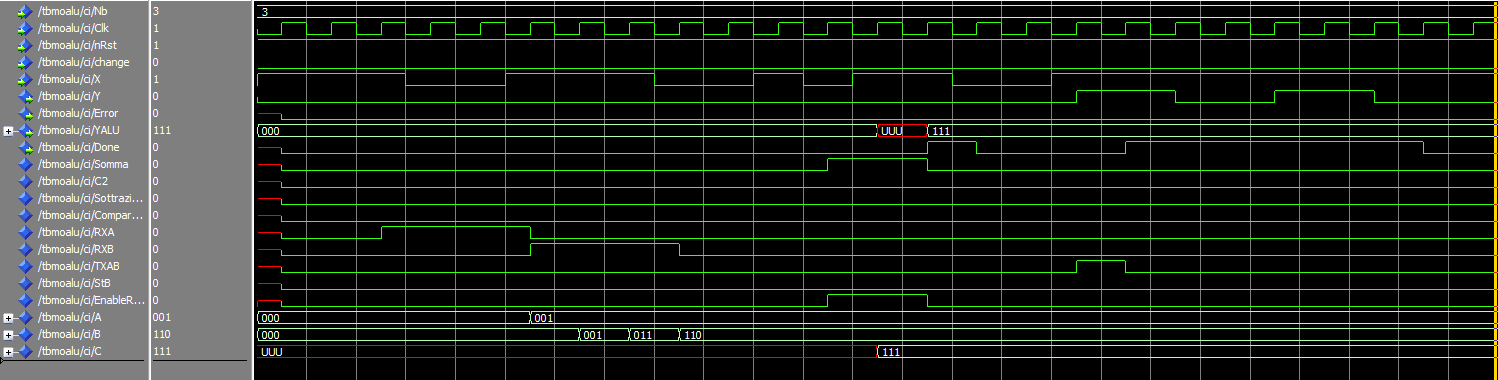 /tbmoalu/ci/Nb 3 3
/tbmoalu/ci/Clk 1
/tbmoalu/ci/nRst 1
/tbmoalu/ci/change 0
/tbmoalu/ci/X 1
/tbmoalu/ci/Y 0
/tbmoalu/ci/Error 0
/tbmoalu/ci/YALU 111 000 UUU 111
/tbmoalu/ci/Done 0
/tbmoalu/ci/Somma 0
/tbmoalu/ci/C2 0
/tbmoalu/ci/Sottrazi... 0
/tbmoalu/ci/Compar... 0
/tbmoalu/ci/RXA 0
/tbmoalu/ci/RXB 0
/tbmoalu/ci/TXAB 0
/tbmoalu/ci/StB 0
/tbmoalu/ci/EnableR... 0
/tbmoalu/ci/A 001 000 001
/tbmoalu/ci/B 110 000 001 011 110
/tbmoalu/ci/C 111 UUU 111